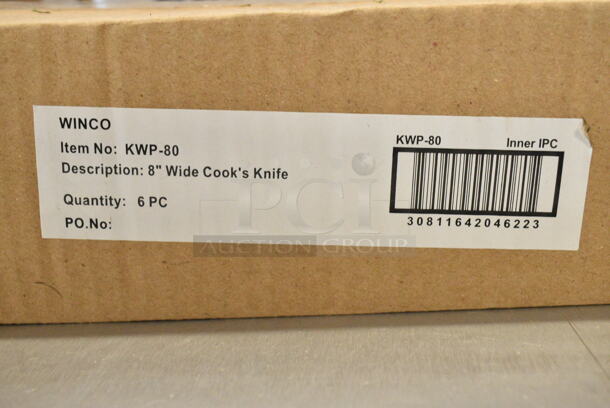 WINCO
Item No: KWP-80
Description: 8" Wide Cook's Knife
Quantity: 6 PC
PO.No:
KWP-80 Inner IPC
30811642046223
PCI
AUCTION GROUP